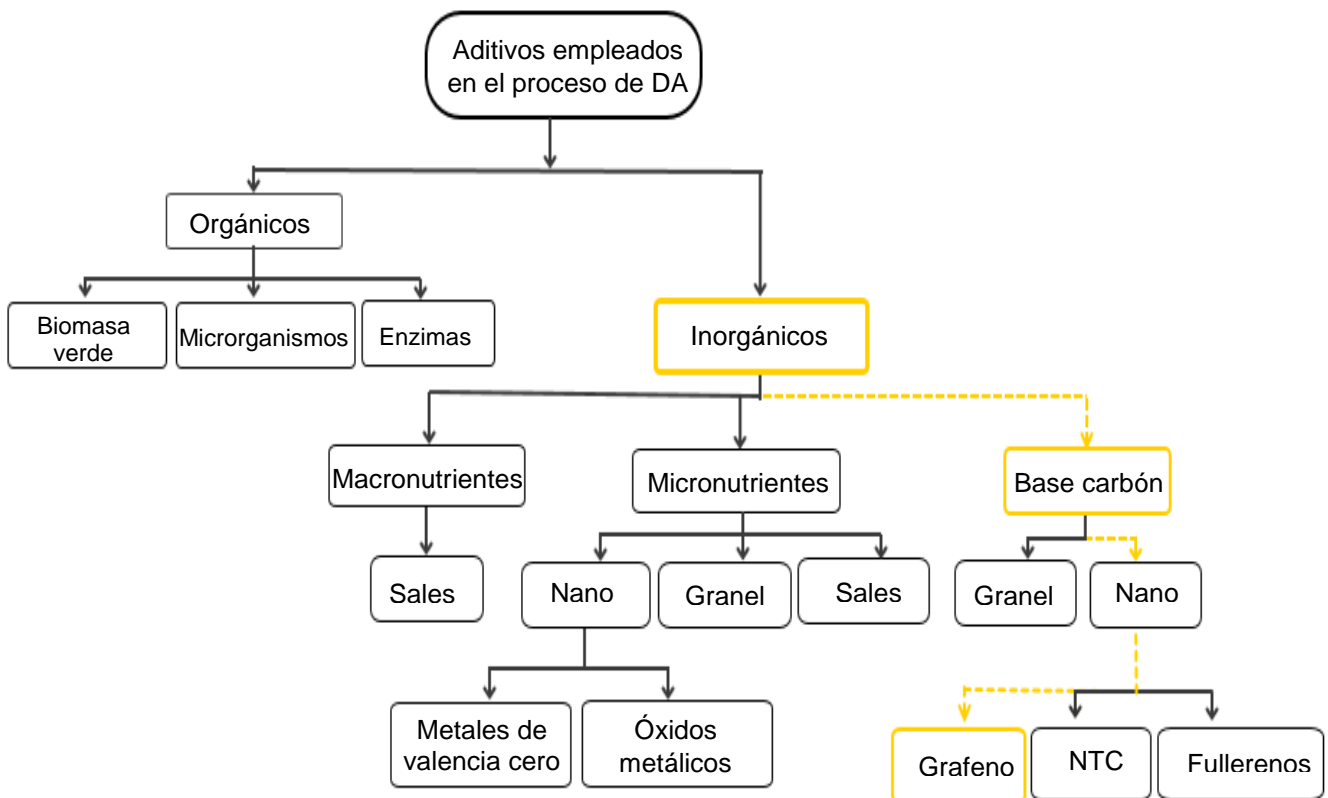 Aditivos empleados
en el proceso de DA
Orgánicos
Biomasa
verde
Microrganismos
Enzimas
Inorgánicos
Macronutrientes
Micronutrientes
Base carbón
Sales
Nano
Granel
Sales
Granel
Nano
Metales de
valencia cero
Óxidos
metálicos
Grafeno
NTC
Fullerenos